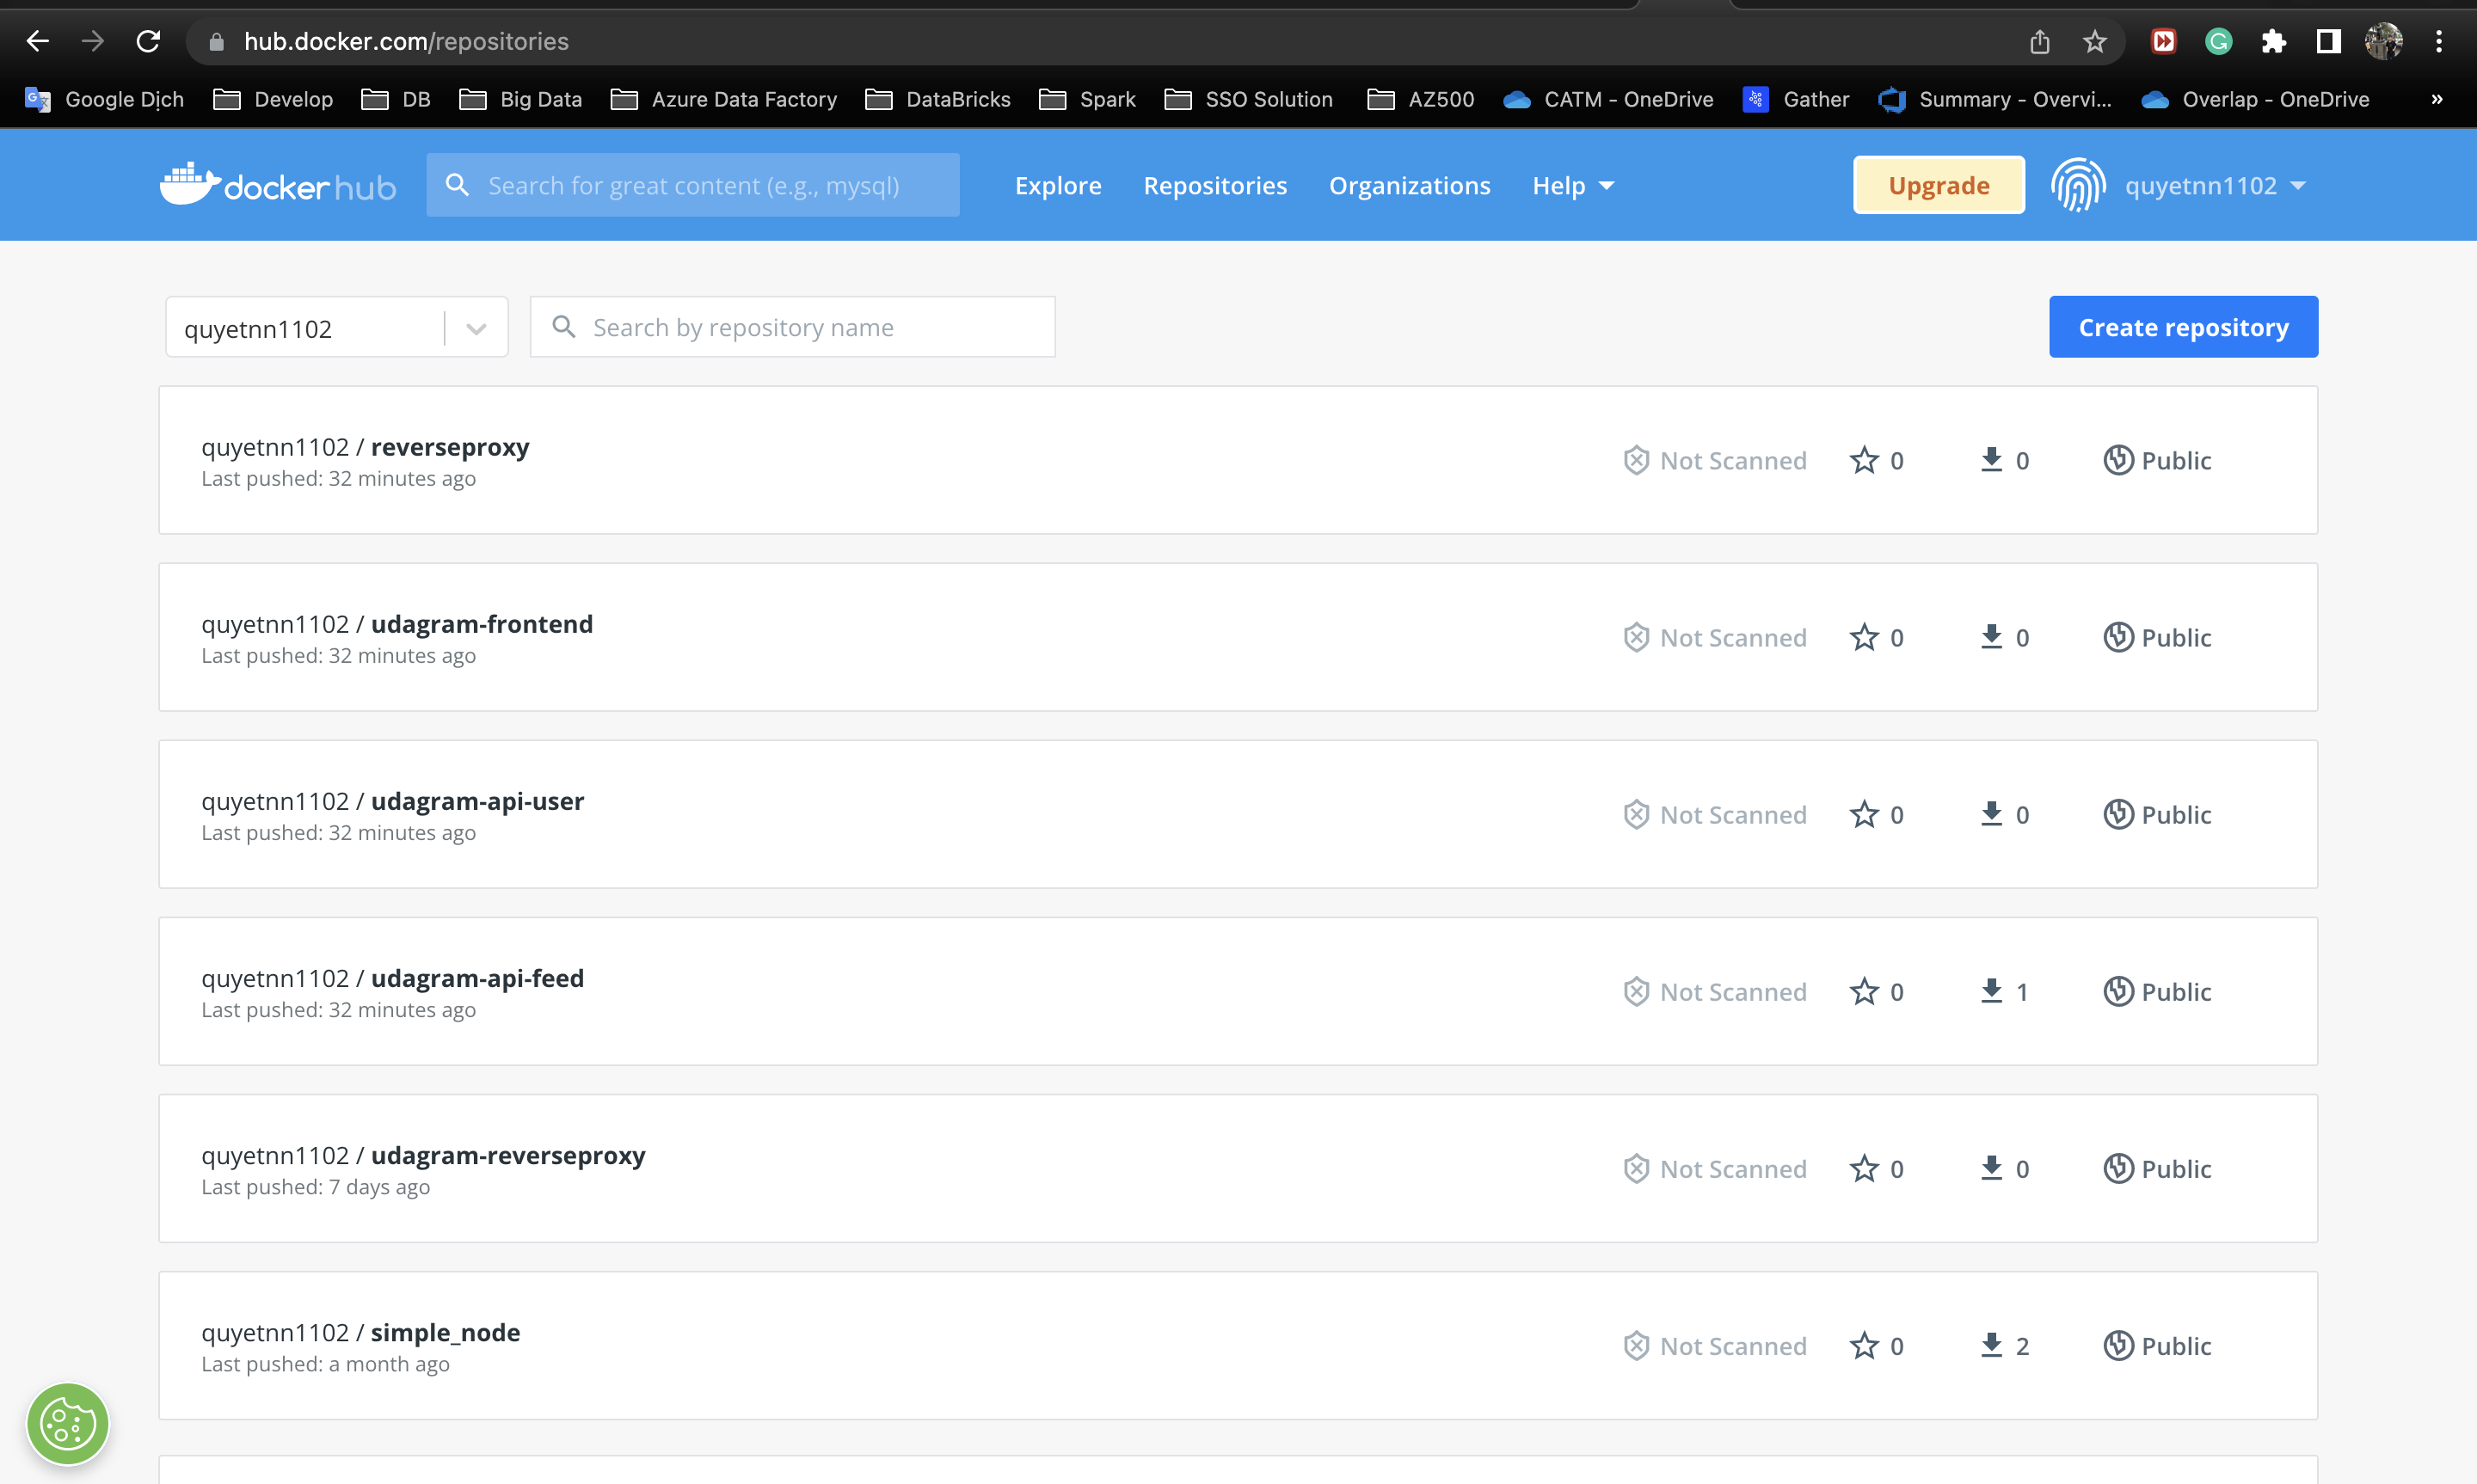 hub.docker.com/repositories
Google Dịch Develop DB Big Data Azure Data Factory DataBricks Spark SSO Solution AZ500 CATM - OneDrive Gather Summary - Overvi... Overlap - OneDrive »
docker hub Search for great content (e.g., mysql) Explore Repositories Organizations Help Upgrade quyetnn1102
quyetnn1102 Search by repository name Create repository
quyetnn1102 / reverseproxy
Last pushed: 32 minutes ago
Not Scanned 0 0 Public
quyetnn1102 / udagram-frontend
Last pushed: 32 minutes ago
Not Scanned 0 0 Public
quyetnn1102 / udagram-api-user
Last pushed: 32 minutes ago
Not Scanned 0 0 Public
quyetnn1102 / udagram-api-feed
Last pushed: 32 minutes ago
Not Scanned 0 1 Public
quyetnn1102 / udagram-reverseproxy
Last pushed: 7 days ago
Not Scanned 0 0 Public
quyetnn1102 / simple_node
Last pushed: a month ago
Not Scanned 0 2 Public